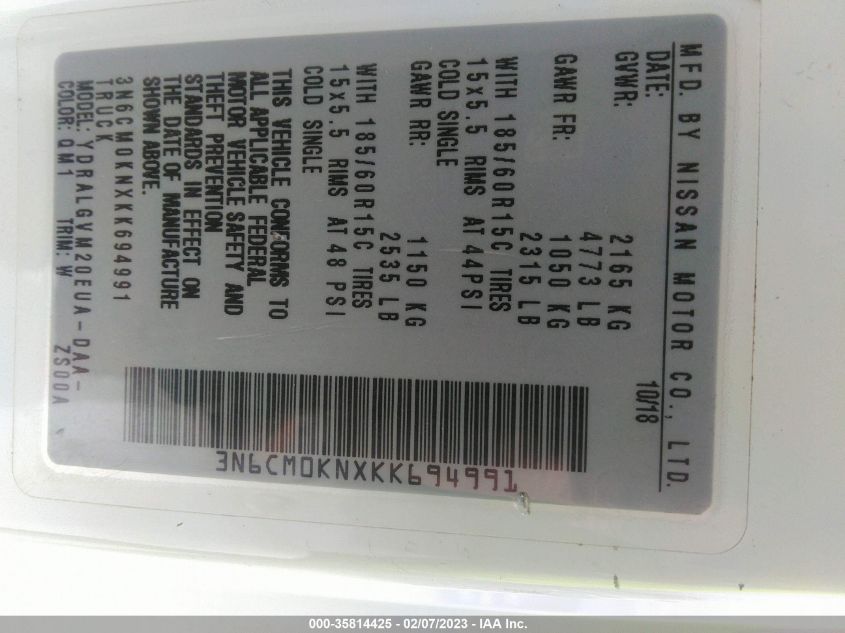 MFD. BY NISSAN MOTOR CO., LTD.
DATE: 10/18
GVWR: 2165 KG
4773 LB
GAWR FR: 1050 KG
2315 LB
WITH 185/60R15C TIRES
15x5.5 RIMS AT 44PSI
COLD SINGLE
GAWR RR: 1150 KG
2535 LB
WITH 185/60R15C TIRES
15x5.5 RIMS AT 48 PSI
COLD SINGLE
THIS VEHICLE CONFORMS TO
ALL APPLICABLE FEDERAL
MOTOR VEHICLE SAFETY AND
THEFT PREVENTION
STANDARDS IN EFFECT ON
THE DATE OF MANUFACTURE
SHOWN ABOVE.
3N6CM0KNXKK694991
3N6CM0KNXKK694991
TRUCK
MODEL: YDRALGVM20EUA-DAA-
COLOR: QM1 TRIM: W ZS00A
000-35814425 - 02/07/2023 - IAA Inc.